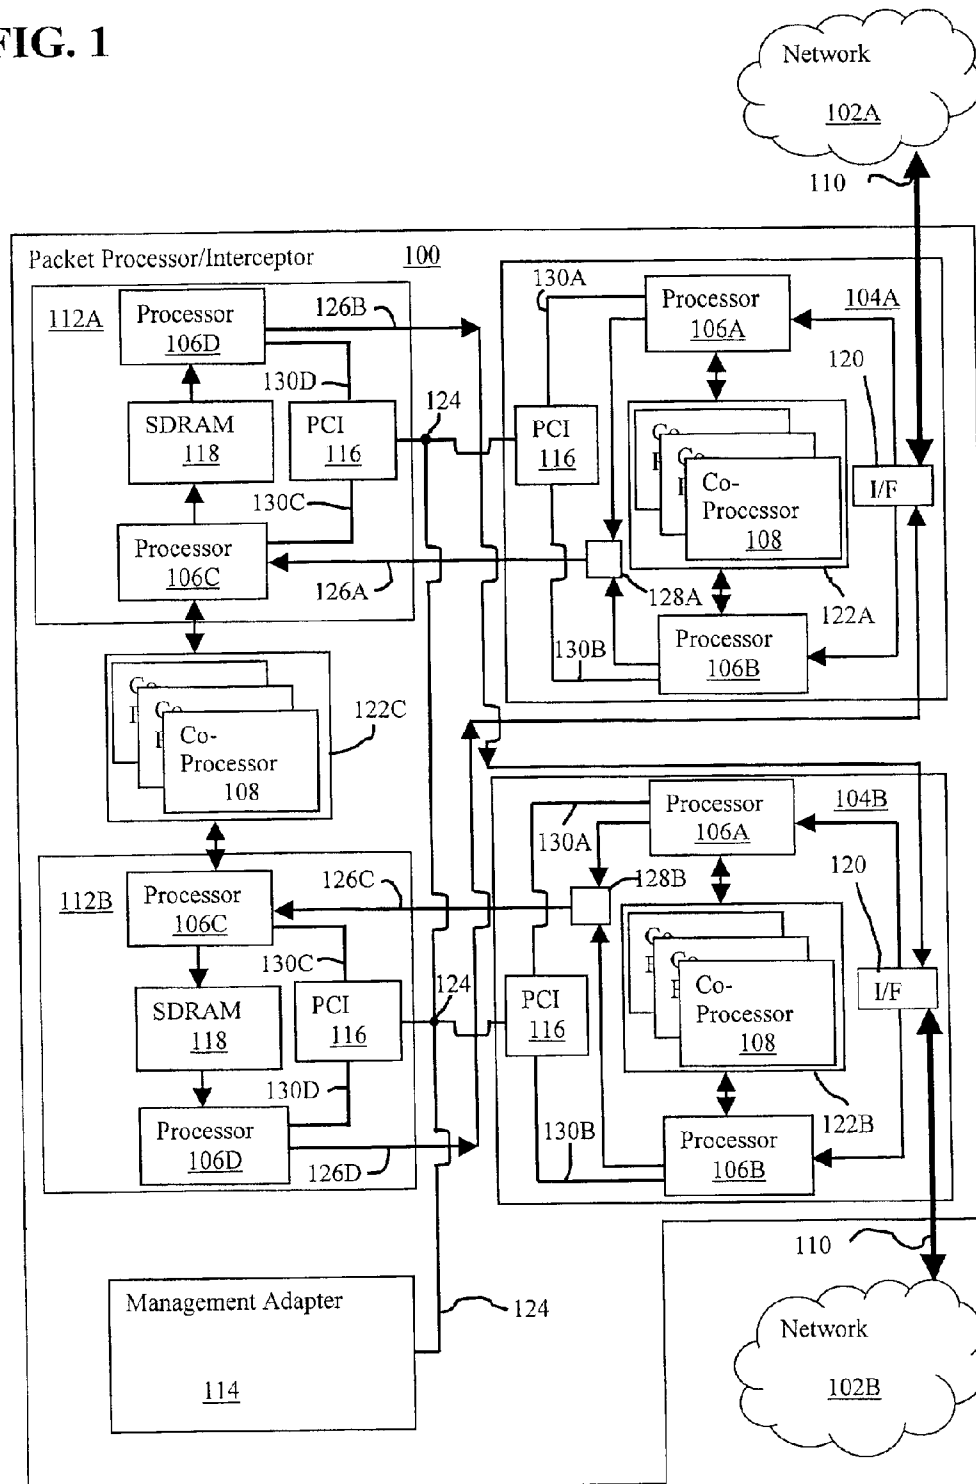 FIG. 1
Network
102A
110
Packet Processor/Interceptor 100
112A
Processor
106D
126B
130D
SDRAM
118
PCI
116
130C
124
Processor
106C
126A
130A
Processor
106A
104A
120
PCI
116
Co-
Processor
108
I/F
128A
122A
130B
Processor
106B
Co-
Processor
108
122C
112B
Processor
106C
126C
130C
SDRAM
118
PCI
116
124
130D
Processor
106D
126D
130A
Processor
106A
104B
128B
120
PCI
116
Co-
Processor
108
I/F
122B
130B
Processor
106B
110
Management Adapter
114
124
Network
102B